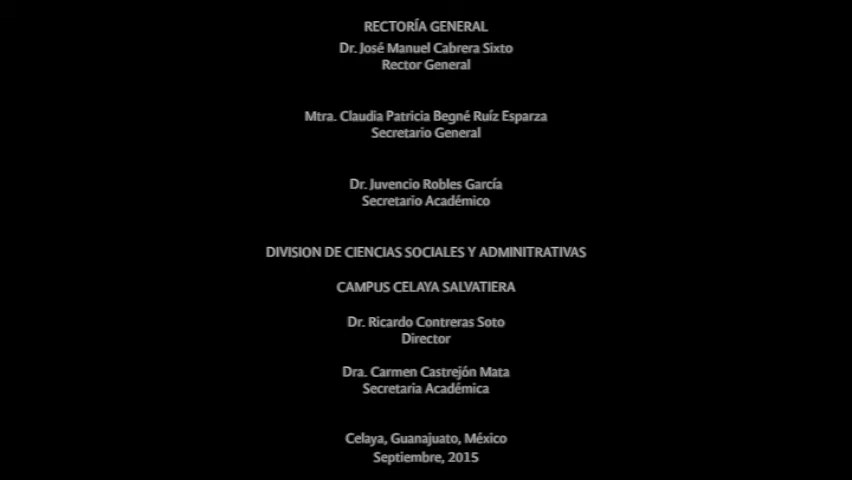 RECTORÍA GENERAL
Dr. José Manuel Cabrera Sixto
Rector General
Mtra. Claudia Patricia Begné Ruíz Esparza
Secretario General
Dr. Juvencio Robles García
Secretario Académico
DIVISION DE CIENCIAS SOCIALES Y ADMINITRATIVAS
CAMPUS CELAYA SALVATIERA
Dr. Ricardo Contreras Soto
Director
Dra. Carmen Castrejón Mata
Secretaria Académica
Celaya, Guanajuato, México
Septiembre, 2015